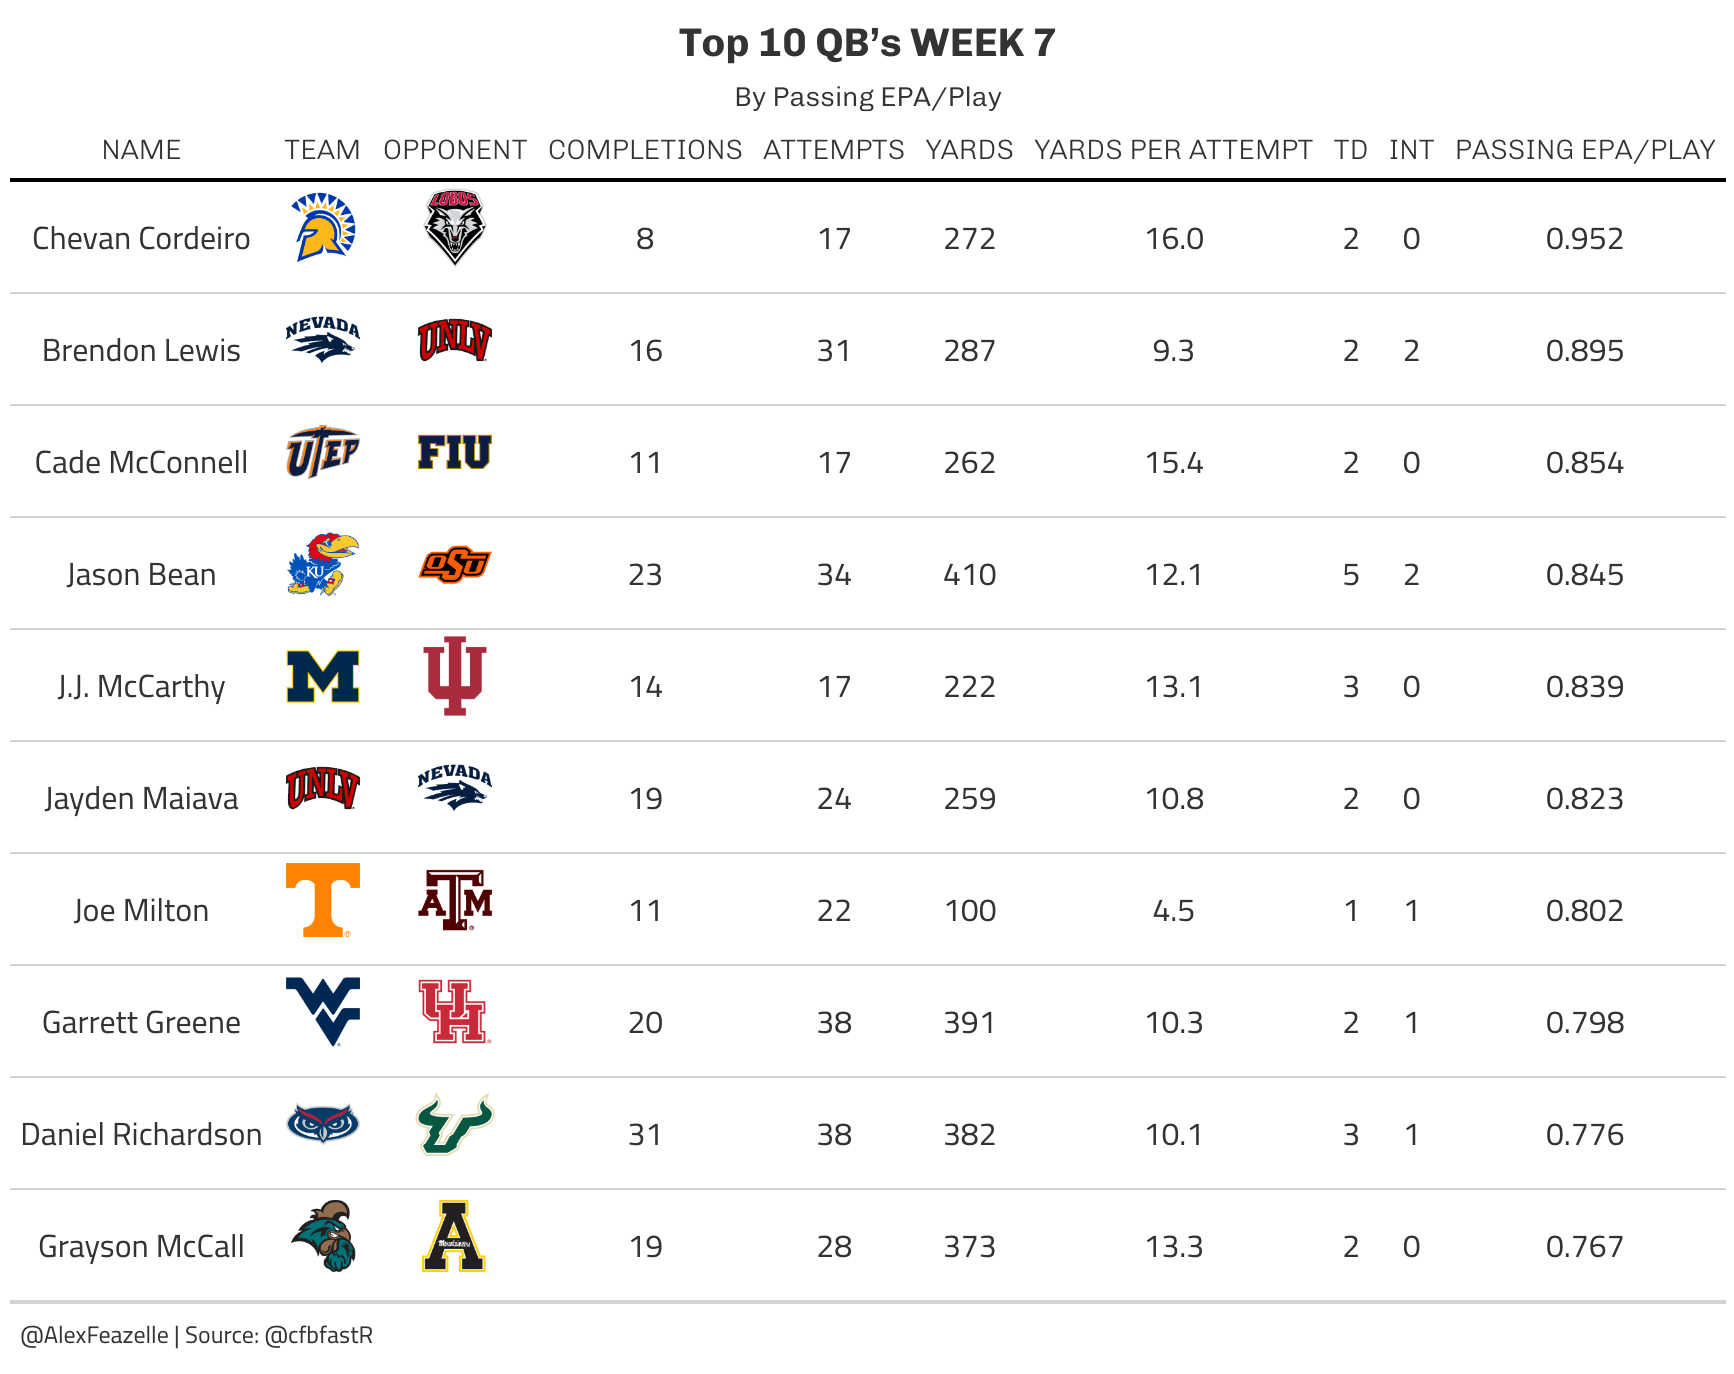 Top 10 QB’s WEEK 7
By Passing EPA/Play
NAME TEAM OPPONENT COMPLETIONS ATTEMPTS YARDS YARDS PER ATTEMPT TD INT PASSING EPA/PLAY
Chevan Cordeiro LOBOS 8 17 272 16.0 2 0 0.952
Brendon Lewis NEVADA UNLV 16 31 287 9.3 2 2 0.895
Cade McConnell UTEP FIU 11 17 262 15.4 2 0 0.854
Jason Bean KU OSU 23 34 410 12.1 5 2 0.845
J.J. McCarthy M IU 14 17 222 13.1 3 0 0.839
Jayden Maiava UNLV NEVADA 19 24 259 10.8 2 0 0.823
Joe Milton T ATM 11 22 100 4.5 1 1 0.802
Garrett Greene WV UH 20 38 391 10.3 2 1 0.798
Daniel Richardson U 31 38 382 10.1 3 1 0.776
Grayson McCall A Mountaineers 19 28 373 13.3 2 0 0.767
@AlexFeazelle | Source: @cfbfastR